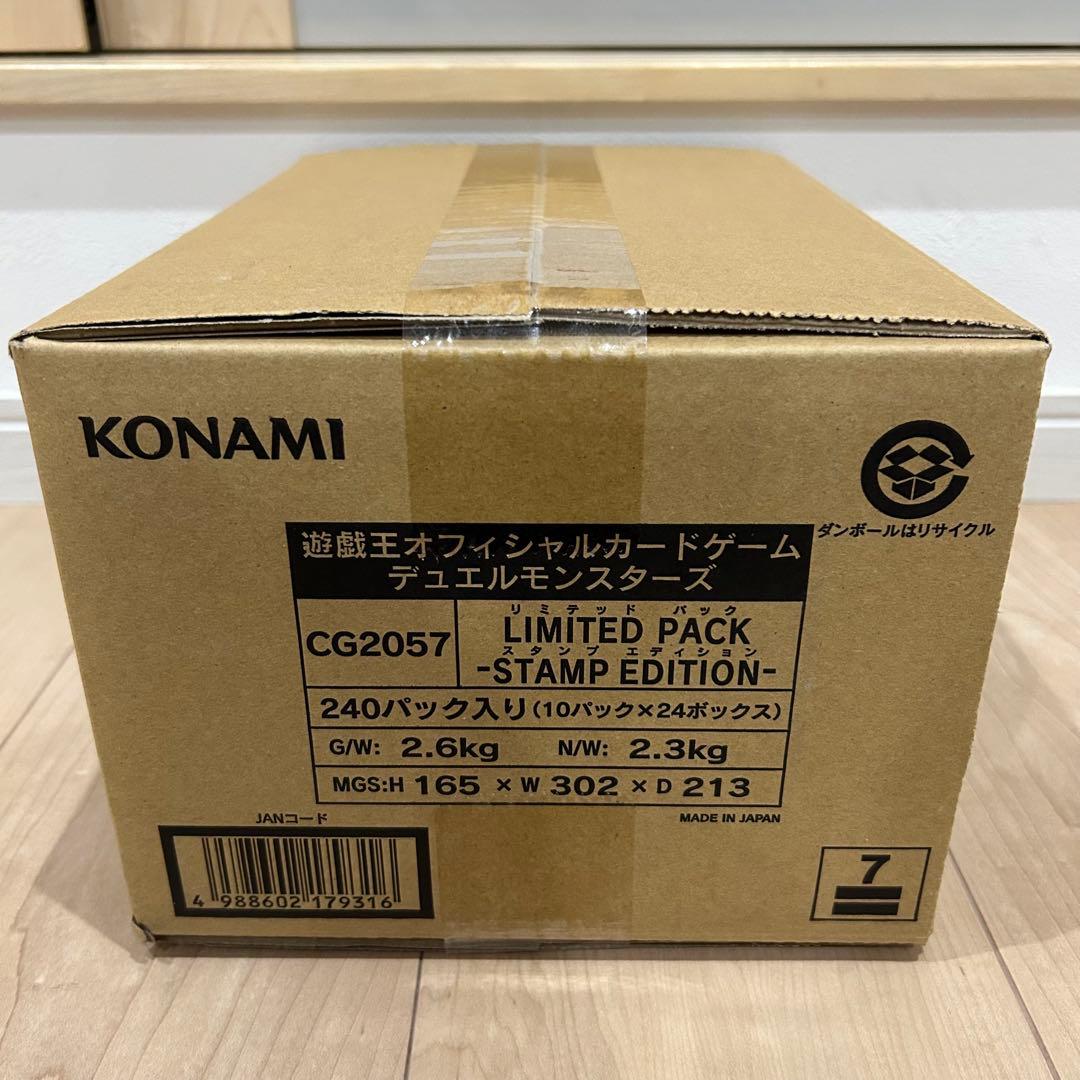 KONAMI
ダンボールはリサイクル
遊戯王オフィシャルカードゲーム
デュエルモンスターズ
CG2057
リミテッド パック
LIMITED PACK
スタンプ エディション
-STAMP EDITION-
240パック入り(10パック×24ボックス)
G/W: 2.6kg N/W: 2.3kg
MGS:H 165 × W 302 × D 213
MADE IN JAPAN
JANコード
4 988602 179316
7